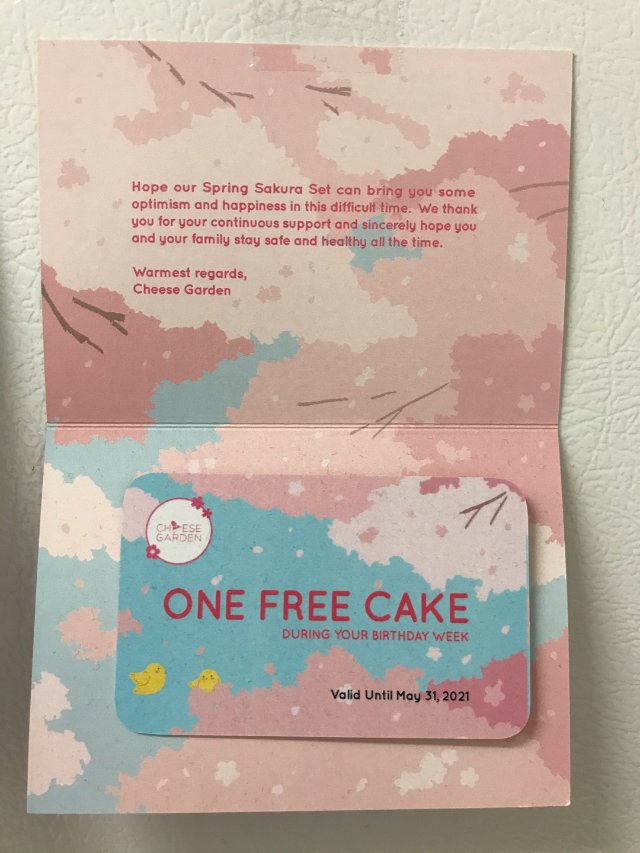 Hope our Spring Sakura Set can bring you some
optimism and happiness in this difficult time. We thank
you for your continuous support and sincerely hope you
and your family stay safe and healthy all the time.
Warmest regards,
Cheese Garden
CHEESE
GARDEN
ONE FREE CAKE
DURING YOUR BIRTHDAY WEEK
Valid Until May 31, 2021